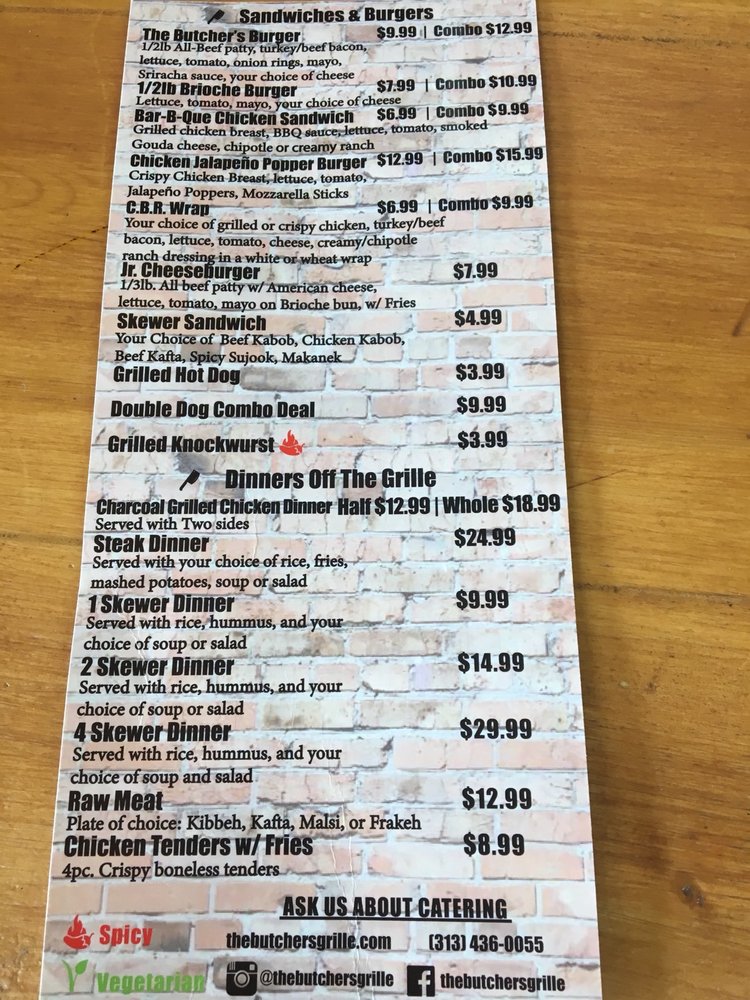 Sandwiches & Burgers
The Butcher's Burger $9.99 | Combo $12.99
1/2lb All-Beef patty, turkey/beef bacon,
lettuce, tomato, onion rings, mayo,
Sriracha sauce, your choice of cheese
1/2lb Brioche Burger $7.99 | Combo $10.99
Lettuce, tomato, mayo, your choice of cheese
Bar-B-Que Chicken Sandwich $6.99 | Combo $9.99
Grilled chicken breast, BBQ sauce, lettuce, tomato, smoked
Gouda cheese, chipotle or creamy ranch
Chicken Jalapeño Popper Burger $12.99 | Combo $15.99
Crispy Chicken Breast, lettuce, tomato,
Jalapeño Poppers, Mozzarella Sticks
C.B.R. Wrap $6.99 | Combo $9.99
Your choice of grilled or crispy chicken, turkey/beef
bacon, lettuce, tomato, cheese, creamy/chipotle
ranch dressing in a white or wheat wrap
Jr. Cheeseburger $7.99
1/3lb. All beef patty w/ American cheese,
lettuce, tomato, mayo on Brioche bun, w/ Fries
Skewer Sandwich $4.99
Your Choice of Beef Kabob, Chicken Kabob,
Beef Kafta, Spicy Sujook, Makanek
Grilled Hot Dog $3.99
Double Dog Combo Deal $9.99
Grilled Knockwurst $3.99
Dinners Off The Grille
Charcoal Grilled Chicken Dinner Half $12.99 | Whole $18.99
Served with Two sides
Steak Dinner $24.99
Served with your choice of rice, fries,
mashed potatoes, soup or salad
1 Skewer Dinner $9.99
Served with rice, hummus, and your
choice of soup or salad
2 Skewer Dinner $14.99
Served with rice, hummus, and your
choice of soup or salad
4 Skewer Dinner $29.99
Served with rice, hummus, and your
choice of soup and salad
Raw Meat $12.99
Plate of choice: Kibbeh, Kafta, Malsi, or Frakeh
Chicken Tenders w/ Fries $8.99
4pc. Crispy boneless tenders
ASK US ABOUT CATERING
Spicy thebutchersgrille.com (313) 436-0055
Vegetarian @thebutchersgrille thebutchersgrille